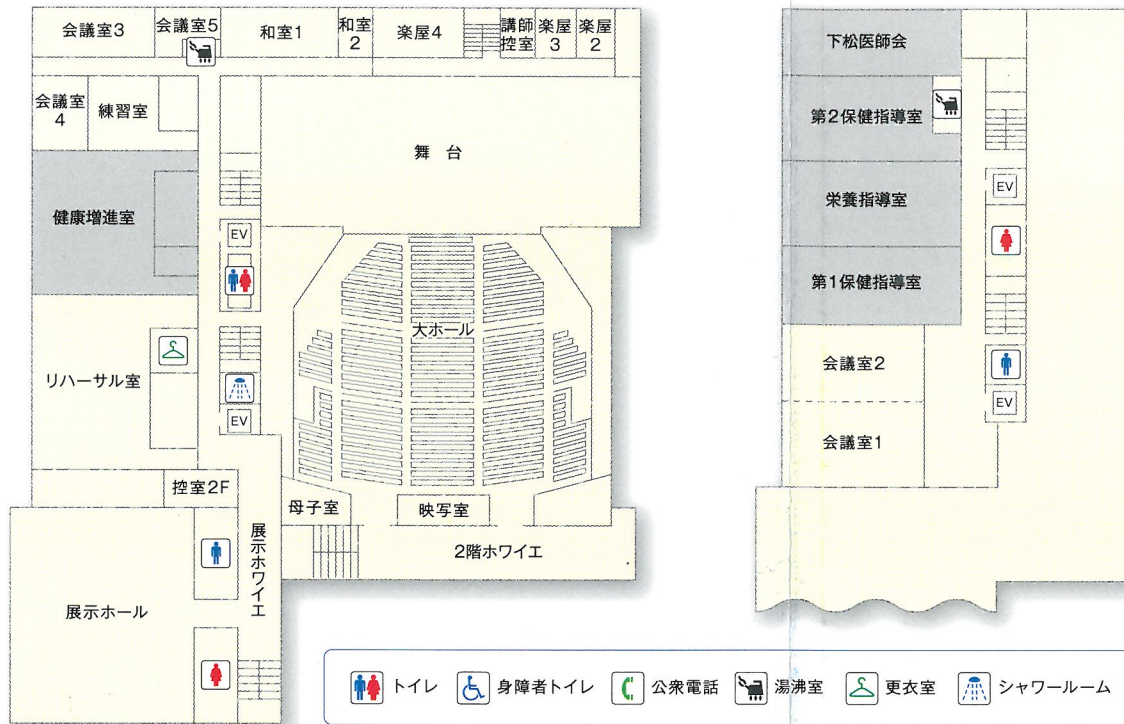 会議室3
会議室5
和室1
和室
2
楽屋4
講師
控室
楽屋
3
楽屋
2
会議室
4
練習室
舞 台
健康増進室
EV
大ホール
リハーサル室
EV
控室2F
母子室
映写室
展示ホワイエ
2階ホワイエ
展示ホール
下松医師会
第2保健指導室
栄養指導室
EV
第1保健指導室
会議室2
会議室1
EV
トイレ
身障者トイレ
公衆電話
湯沸室
更衣室
シャワールーム